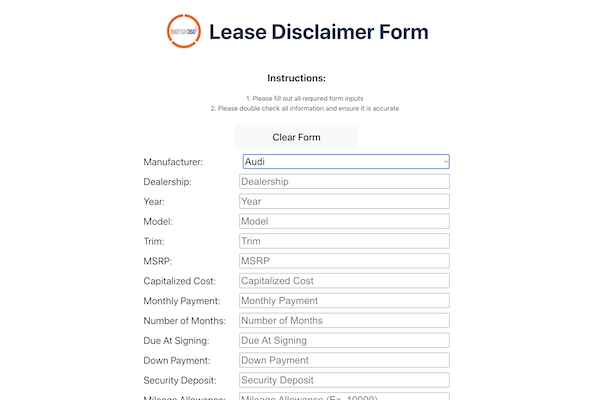 BIGFISH360° Lease Disclaimer Form
Instructions:
1. Please fill out all required form inputs
2. Please double check all information and ensure it is accurate
Clear Form
Manufacturer: Audi
Dealership: Dealership
Year: Year
Model: Model
Trim: Trim
MSRP: MSRP
Capitalized Cost: Capitalized Cost
Monthly Payment: Monthly Payment
Number of Months: Number of Months
Due At Signing: Due At Signing
Down Payment: Down Payment
Security Deposit: Security Deposit
Mileage Allowance: Mileage Allowance (Ex. 10000)